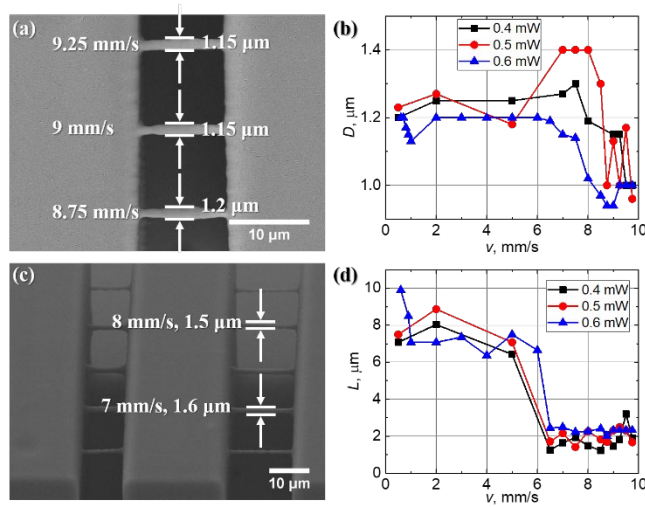 (a)
9.25 mm/s
1.15 μm
9 mm/s
1.15 μm
8.75 mm/s
1.2 μm
10 μm
(b)
0.4 mW
0.5 mW
0.6 mW
1.4
1.2
1.0
D, μm
0 2 4 6 8 10
v, mm/s
(c)
8 mm/s, 1.5 μm
7 mm/s, 1.6 μm
10 μm
(d)
0.4 mW
0.5 mW
0.6 mW
10
8
6
4
2
0
L, μm
0 2 4 6 8 10
v, mm/s